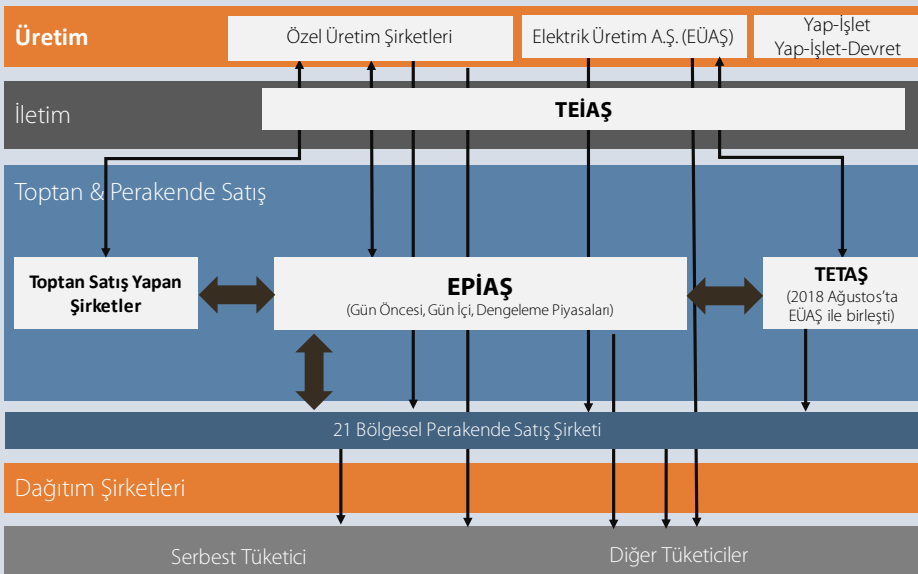 Üretim
Özel Üretim Şirketleri
Elektrik Üretim A.Ş. (EÜAŞ)
Yap-İşlet
Yap-İşlet-Devret
İletim
TEİAŞ
Toptan & Perakende Satış
Toptan Satış Yapan
Şirketler
EPİAŞ
(Gün Öncesi, Gün İçi, Dengeleme Piyasaları)
TETAŞ
(2018 Ağustos'ta
EÜAŞ ile birleşti)
21 Bölgesel Perakende Satış Şirketi
Dağıtım Şirketleri
Serbest Tüketici
Diğer Tüketiciler